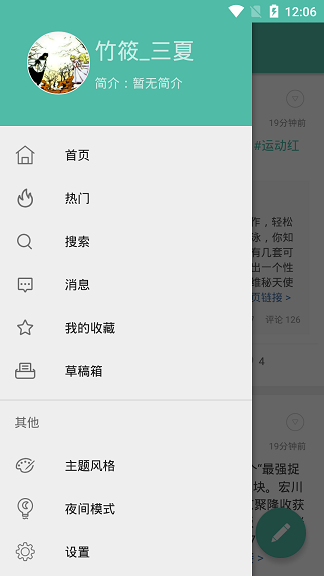 12:06
竹筱_三夏
简介：暂无简介
首页
热门
搜索
消息
我的收藏
草稿箱
其他
主题风格
夜间模式
设置
19分钟前
#运动红
作，轻松
泳，你知
有几套可
出一个性
维秘天使
页链接 >
评论 126
4
19分钟前
个“最强捉
块。宏川
聚隆收获